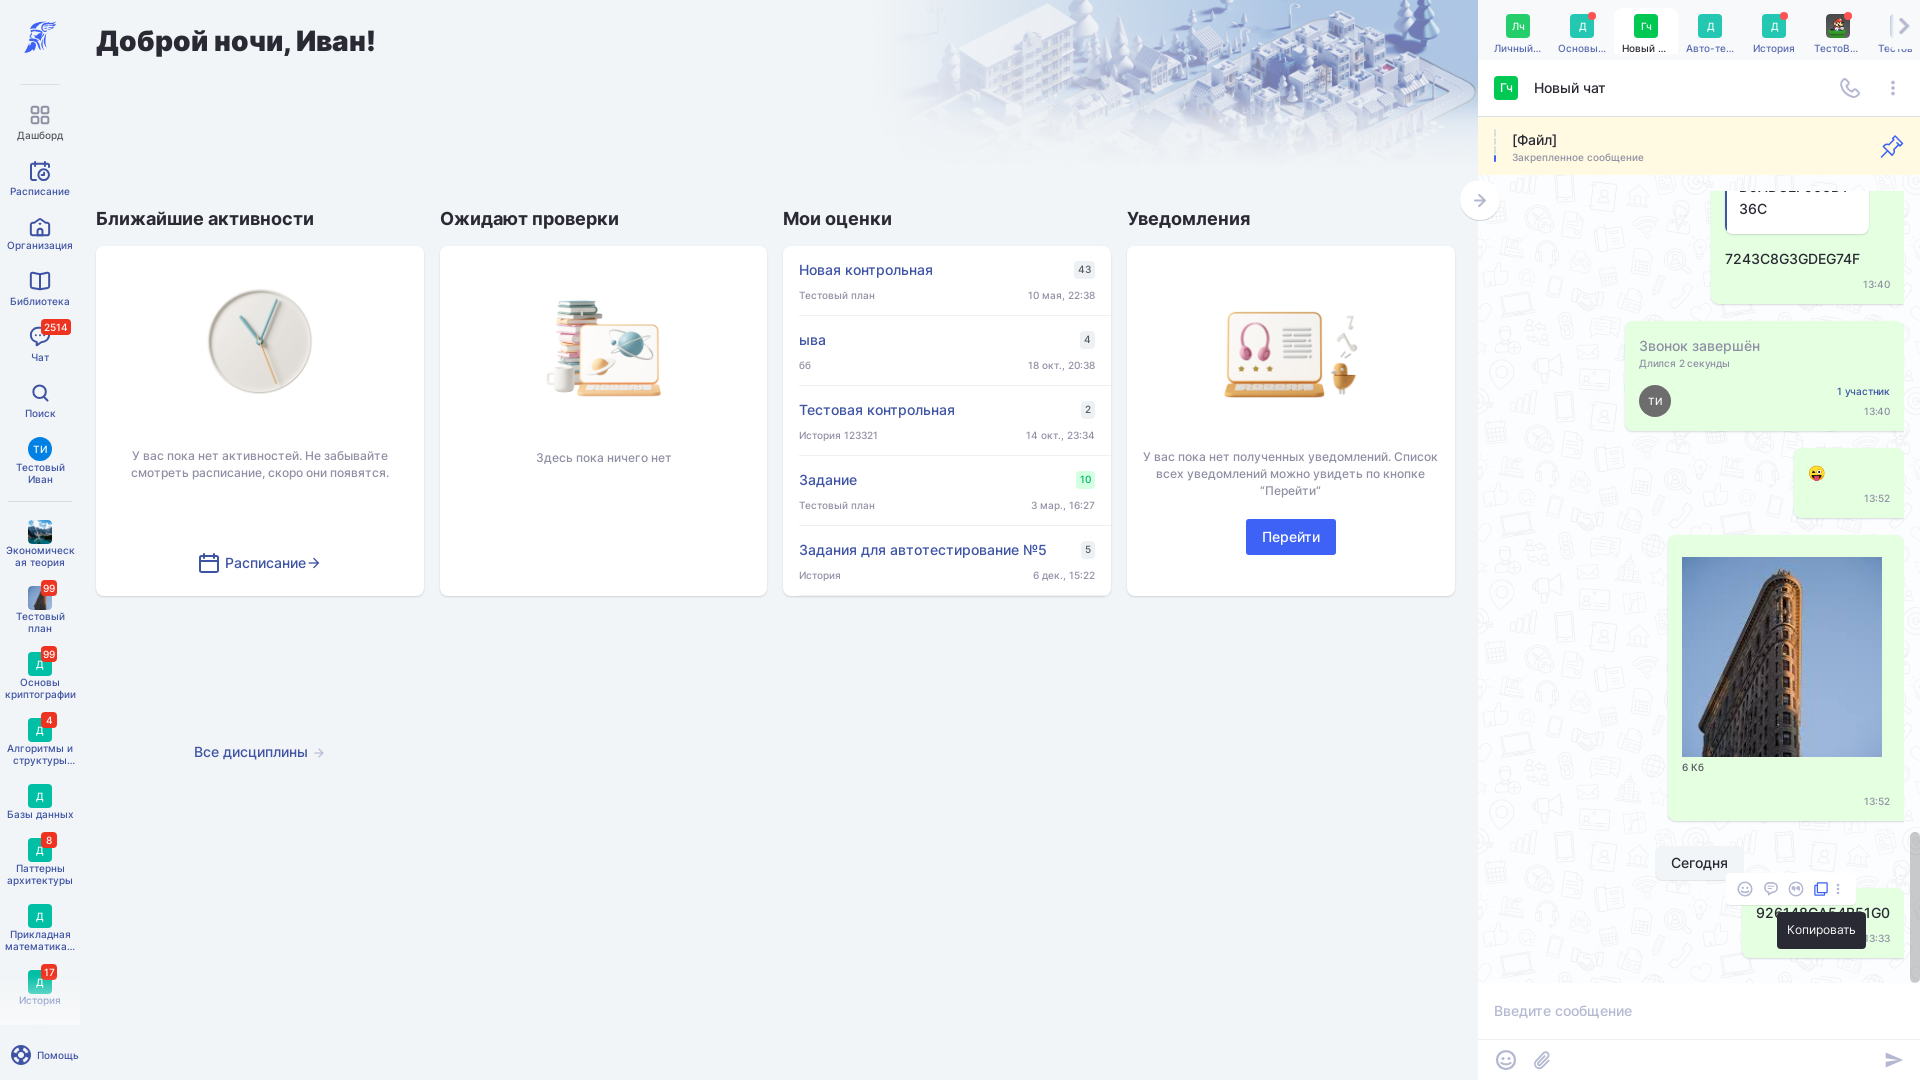 Доброй ночи, Иван!
Дашборд
Расписание
Организация
Библиотека
2514
Чат
Поиск
ТИ
Тестовый
Иван
Экономическ
ая теория
99
Тестовый
план
99
Д
Основы
криптографии
4
Д
Алгоритмы и
структуры...
Д
Базы данных
8
Д
Паттерны
архитектуры
Д
Прикладная
математика...
17
Д
История
Помощь
Ближайшие активности
У вас пока нет активностей. Не забывайте
смотреть расписание, скоро они появятся.
Расписание
Ожидают проверки
Здесь пока ничего нет
Мои оценки
Новая контрольная 43
Тестовый план 10 мая, 22:38
ыва 4
бб 18 окт., 20:38
Тестовая контрольная 2
История 123321 14 окт., 23:34
Задание 10
Тестовый план 3 мар., 16:27
Задания для автотестирование №5 5
История 6 дек., 15:22
Уведомления
У вас пока нет полученных уведомлений. Список
всех уведомлений можно увидеть по кнопке
“Перейти”
Перейти
Все дисциплины
Лч Д Гч Д Д
Личный... Основы... Новый ... Авто-те... История ТестоВ... Тестов
Гч Новый чат
[Файл]
Закрепленное сообщение
36C
7243C8G3GDEG74F
13:40
Звонок завершён
Длился 2 секунды
ТИ
1 участник
13:40
13:52
6 Кб
13:52
Сегодня
Копировать
13:33
Введите сообщение